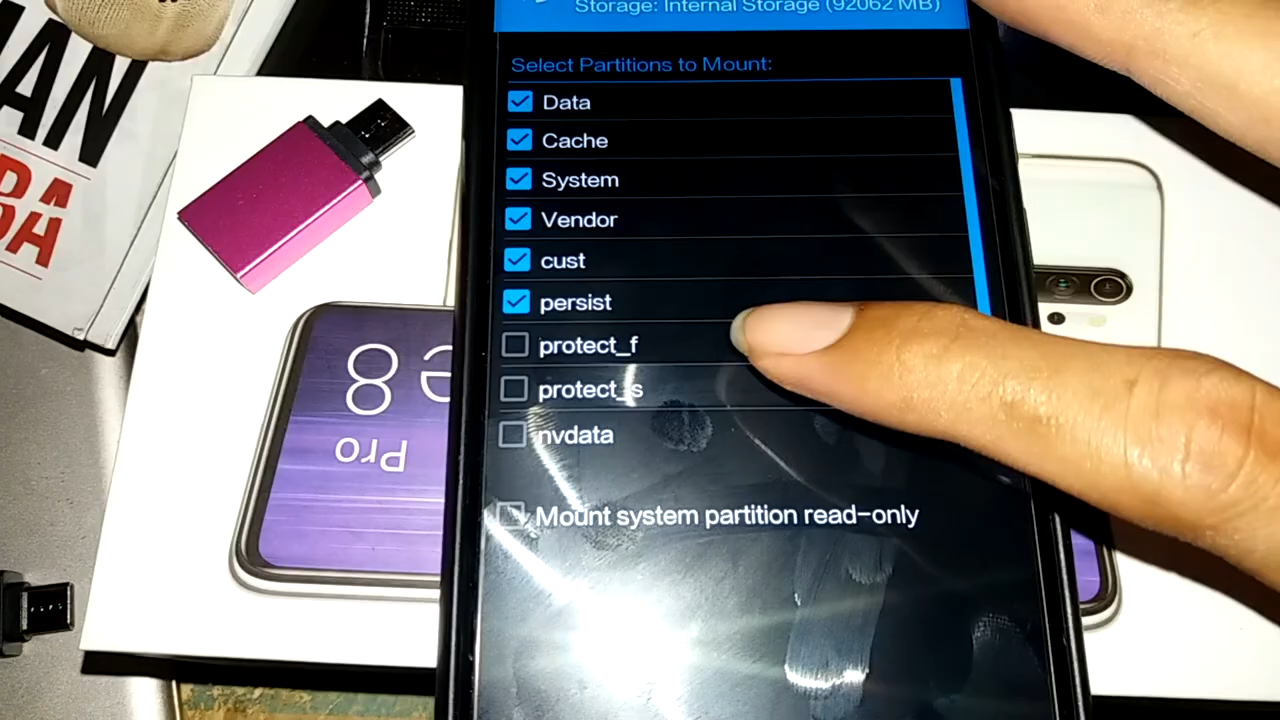 Storage: Internal Storage (92062 MB)
Select Partitions to Mount:
Data
Cache
System
Vendor
cust
persist
protect_f
protect_s
nvdata
Mount system partition read-only
8
Pro